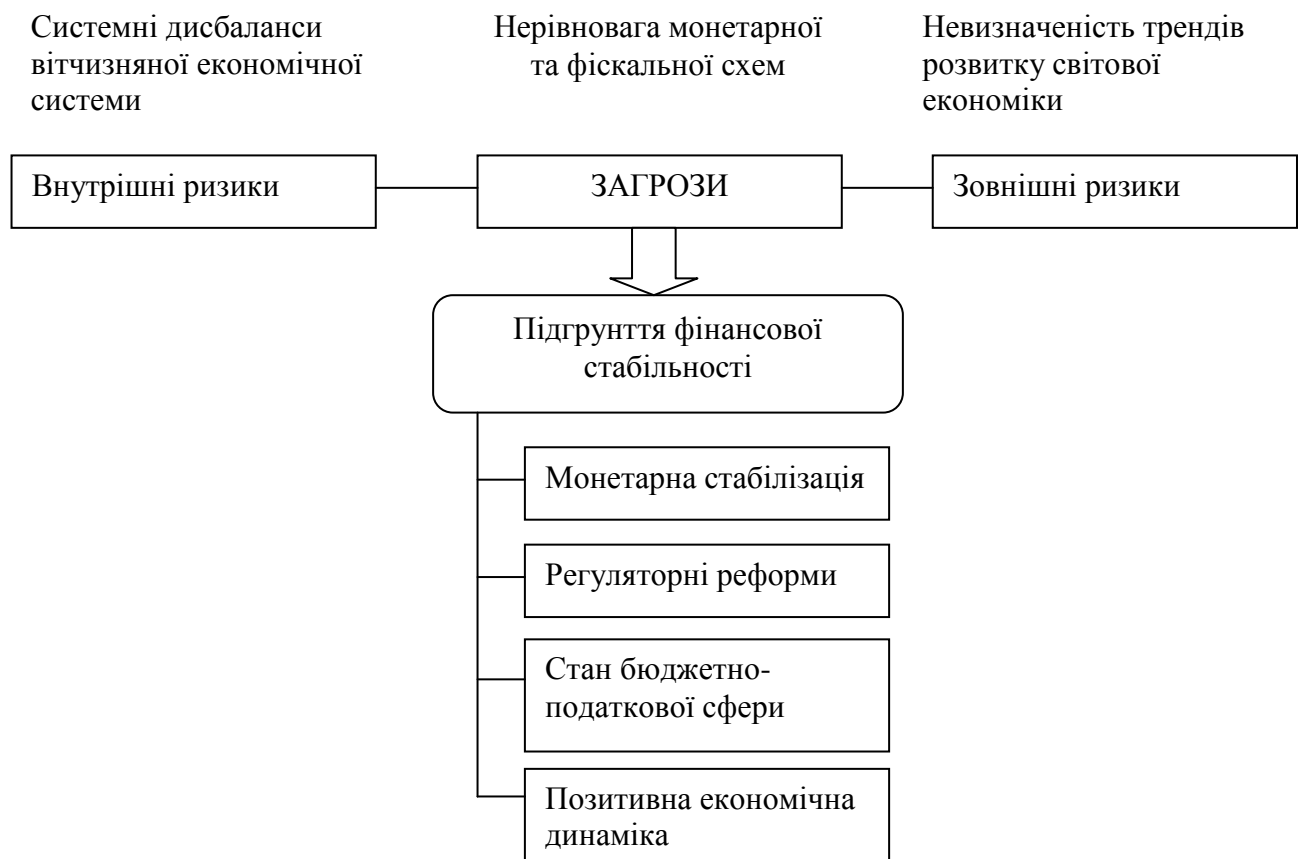 Системні дисбаланси
вітчизняної економічної
системи
Нерівновага монетарної
та фіскальної схем
Невизначеність трендів
розвитку світової
економіки
Внутрішні ризики
ЗАГРОЗИ
Зовнішні ризики
Підгрунття фінансової
стабільності
Монетарна стабілізація
Регуляторні реформи
Стан бюджетно-
податкової сфери
Позитивна економічна
динаміка